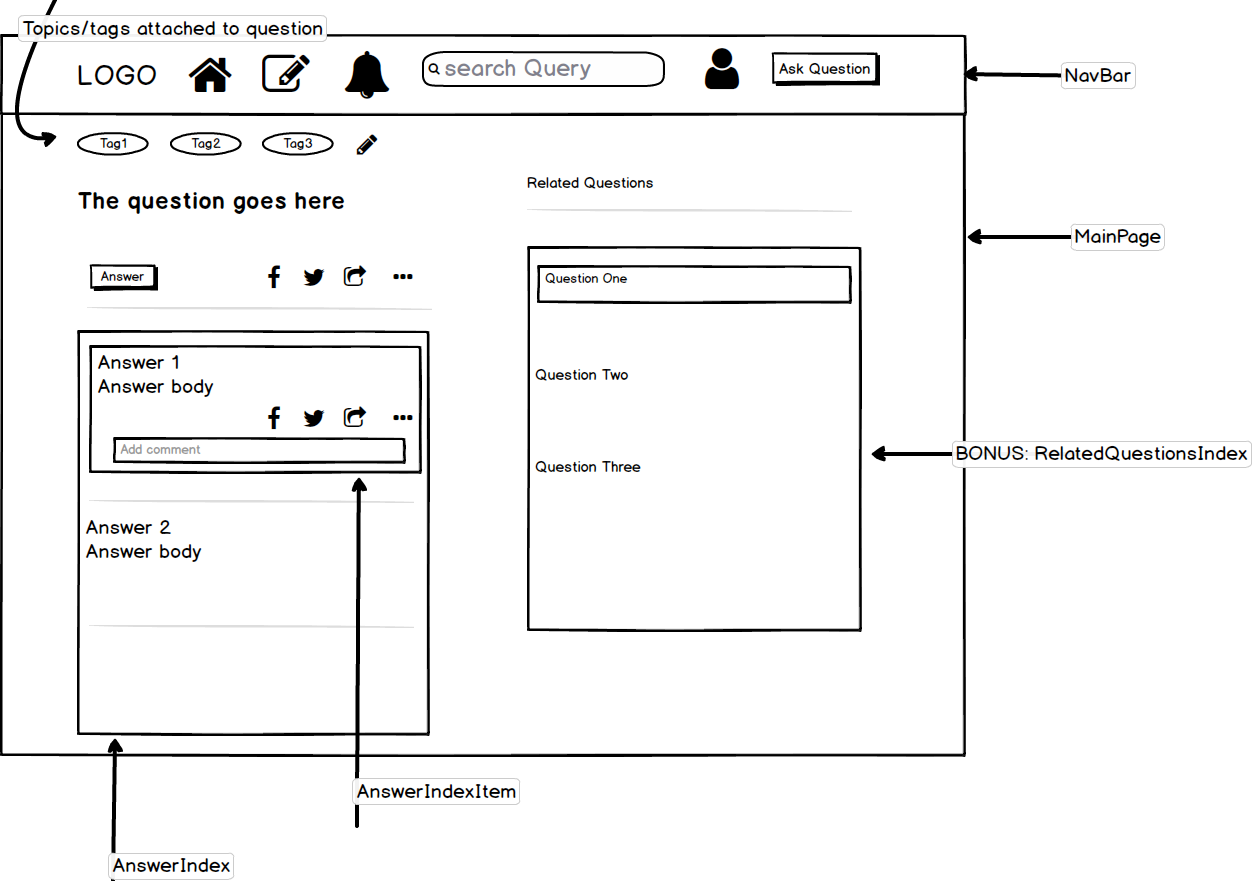 Topics/tags attached to question
LOGO
search Query
Ask Question
NavBar
Tag1
Tag2
Tag3
The question goes here
Related Questions
MainPage
Answer
Question One
Answer 1
Answer body
Add comment
Question Two
BONUS: RelatedQuestionsIndex
Question Three
Answer 2
Answer body
AnswerIndexItem
AnswerIndex